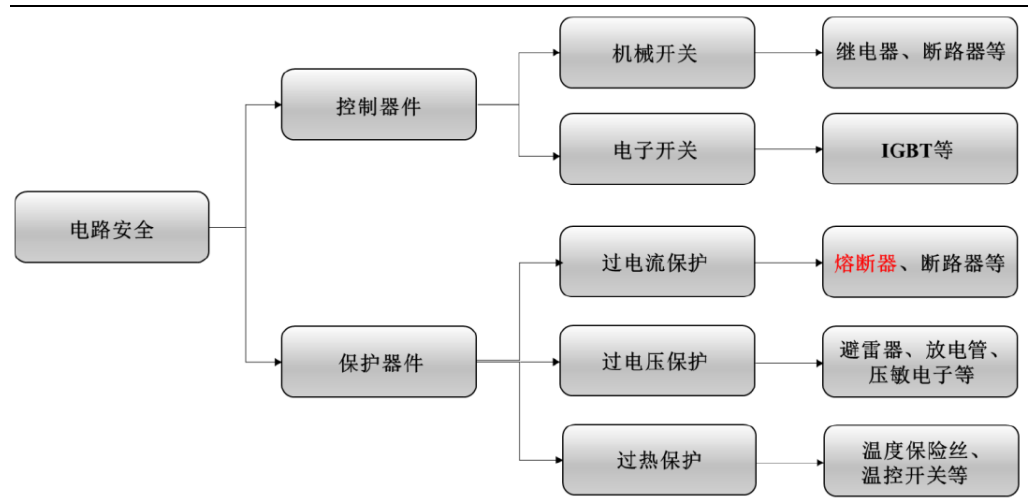 电路安全
控制器件
机械开关
继电器、断路器等
电子开关
IGBT等
保护器件
过电流保护
熔断器、断路器等
过电压保护
避雷器、放电管、
压敏电子等
过热保护
温度保险丝、
温控开关等